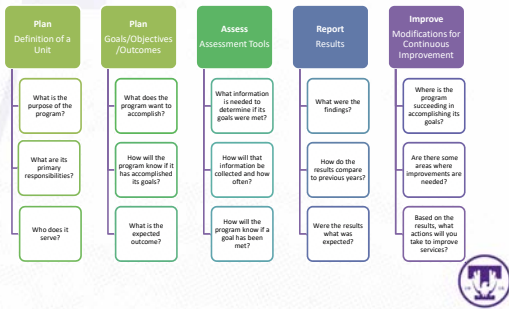 Plan
Definition of a
Unit
What is the
purpose of the
program?
What are its
primary
responsibilities?
Who does it
serve?
Plan
Goals/Objectives
/Outcomes
What does the
program want to
accomplish?
How will the
program know if it
has accomplished
its goals?
What is the
expected
outcome?
Assess
Assessment Tools
What information
is needed to
determine if its
goals were met?
How will that
information be
collected and how
often?
How will the
program know if a
goal has been
met?
Report
Results
What were the
findings?
How do the
results compare
to previous years?
Were the results
what was
expected?
Improve
Modifications for
Continuous
Improvement
Where is the
program
succeeding in
accomplishing its
goals?
Are there some
areas where
improvements are
needed?
Based on the
results, what
actions will you
take to improve
services?